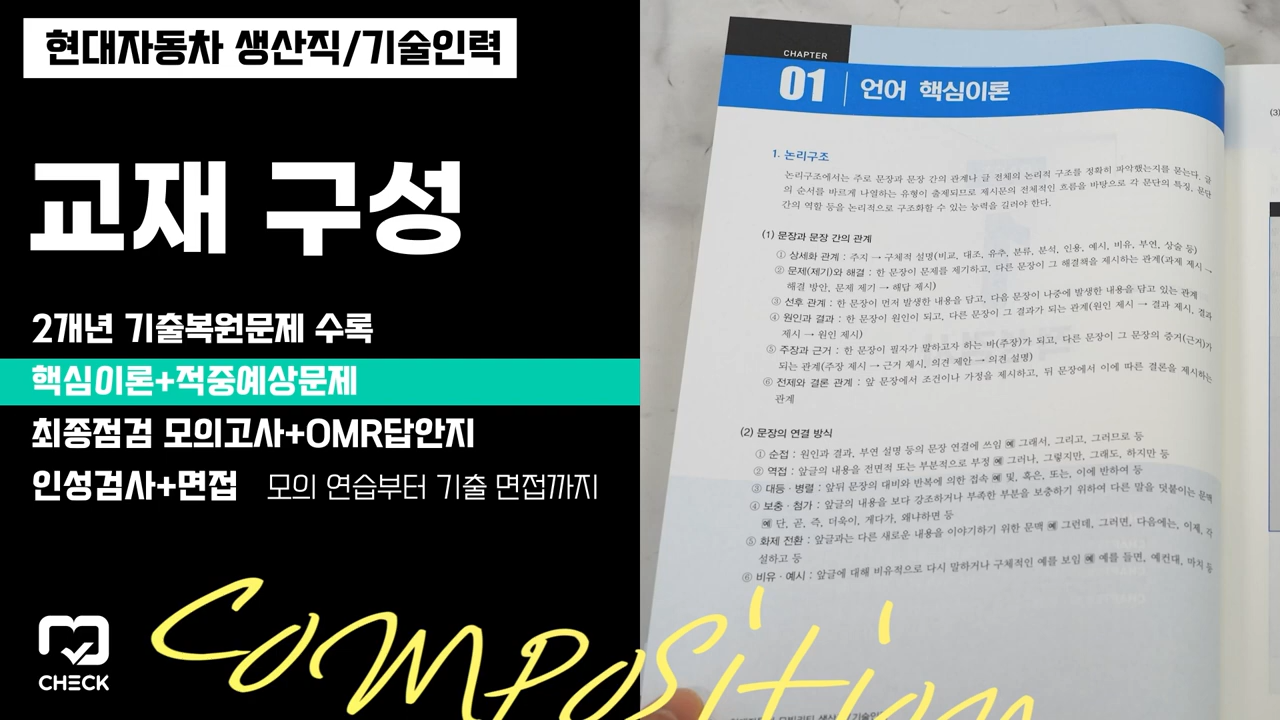 현대자동차 생산직/기술인력
교재 구성
2개년 기출복원문제 수록
핵심이론+적중예상문제
최종점검 모의고사+OMR답안지
인성검사+면접 모의 연습부터 기출 면접까지
CHECK
composition
CHAPTER
01 언어 핵심이론
1. 논리구조
논리구조에서는 주로 문장과 문장 간의 관계나 글 전체의 논리적 구조를 정확히 파악했는지를 묻는다. 글
의 순서를 바르게 나열하는 유형이 출제되므로 제시문의 전체적인 흐름을 바탕으로 각 문단의 특징, 문단
간의 역할 등을 논리적으로 구조화할 수 있는 능력을 길러야 한다.
(1) 문장과 문장 간의 관계
① 상세화 관계 : 주지 → 구체적 설명(비교, 대조, 유추, 분류, 분석, 인용, 예시, 비유, 부연, 상술 등)
② 문제(제기)와 해결 : 한 문장이 문제를 제기하고, 다른 문장이 그 해결책을 제시하는 관계(과제 제시 →
해결 방안, 문제 제기 → 해답 제시)
③ 선후 관계 : 한 문장이 먼저 발생한 내용을 담고, 다음 문장이 나중에 발생한 내용을 담고 있는 관계
④ 원인과 결과 : 한 문장이 원인이 되고, 다른 문장이 그 결과가 되는 관계(원인 제시 → 결과 제시, 결과
제시 → 원인 제시)
⑤ 주장과 근거 : 한 문장이 필자가 말하고자 하는 바(주장)가 되고, 다른 문장이 그 문장의 증거(근거)가
되는 관계(주장 제시 → 근거 제시, 의견 제안 → 의견 설명)
⑥ 전제와 결론 관계 : 앞 문장에서 조건이나 가정을 제시하고, 뒤 문장에서 이에 따른 결론을 제시하는
관계
(2) 문장의 연결 방식
① 순접 : 원인과 결과, 부연 설명 등의 문장 연결에 쓰임 예 그래서, 그리고, 그러므로 등
② 역접 : 앞글의 내용을 전면적 또는 부분적으로 부정 예 그러나, 그렇지만, 그래도, 하지만 등
③ 대등·병렬 : 앞뒤 문장의 대비와 반복에 의한 접속 예 및, 혹은, 또는, 이에 반하여 등
④ 보충·첨가 : 앞글의 내용을 보다 강조하거나 부족한 부분을 보충하기 위하여 다른 말을 덧붙이는 문맥
예 단, 곧, 즉, 더욱이, 게다가, 왜냐하면 등
⑤ 화제 전환 : 앞글과는 다른 새로운 내용을 이야기하기 위한 문맥 예 그런데, 그러면, 다음에는, 이제, 각
설하고 등
⑥ 비유·예시 : 앞글에 대해 비유적으로 다시 말하거나 구체적인 예를 보임 예 예를 들면, 예컨대, 마치 등
(3)